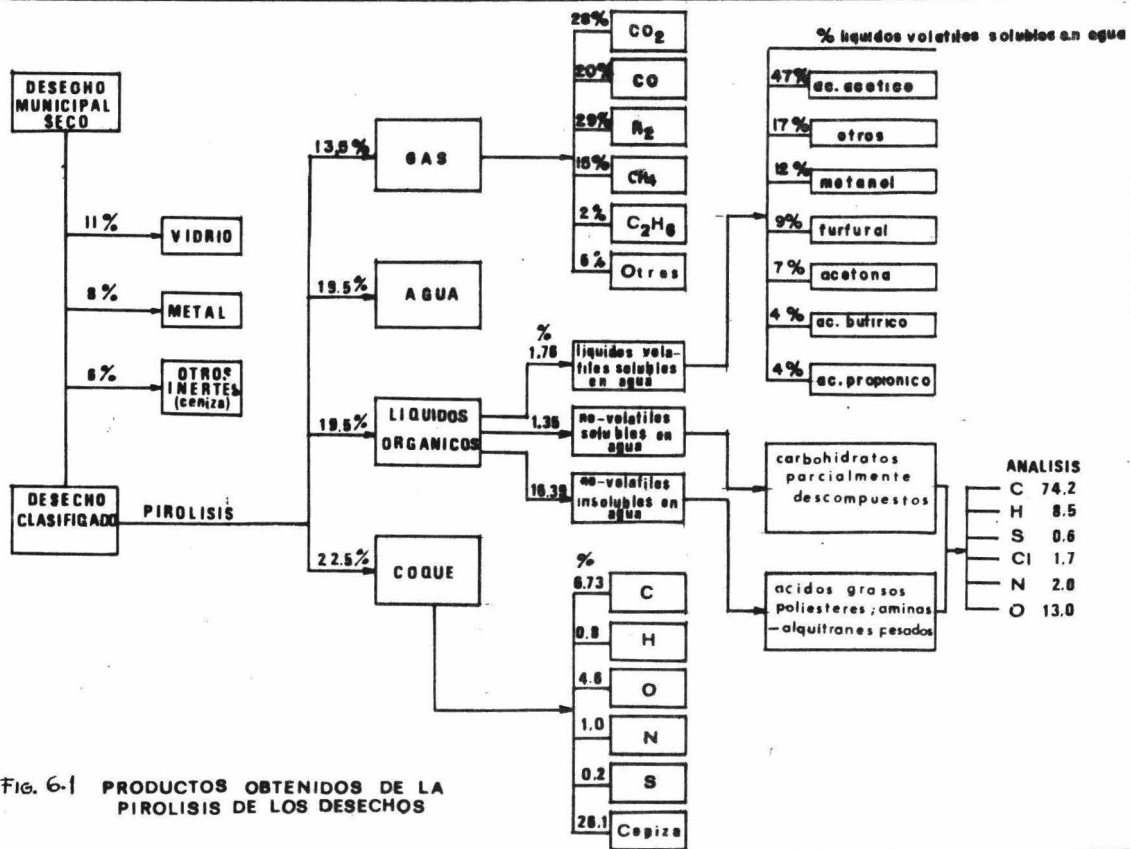 DESECHO
MUNICIPAL
SECO
11% VIDRIO
8% METAL
6% OTROS
INERTES
(ceniza)
DESECHO
CLASIFICADO
PIROLISIS
13,5% GAS
19.5% AGUA
19.5% LIQUIDOS
ORGANICOS
22.5% COQUE
28% CO2
20% CO
29% N2
15% CH4
2% C2H6
6% Otros
%
1.76 liquidos vola-
tiles solubles
en agua
1.35 no-volatiles
solubles en
agua
16.39 no-volatiles
insolubles en
agua
% liquidos volatiles solubles en agua
47% ac. acetico
17% otros
12% metanol
9% furfural
7% acetona
4% ac. butirico
4% ac. propionico
carbohidratos
parcialmente
descompuestos
acidos grasos
poliesteres; aminas
-alquitranes pesados
ANALISIS
C 74.2
H 8.5
S 0.6
Cl 1.7
N 2.0
O 13.0
%
6.73 C
0.8 H
4.6 O
1.0 N
0.2 S
26.1 Ceniza
FIG. 6-1 PRODUCTOS OBTENIDOS DE LA
PIROLISIS DE LOS DESECHOS